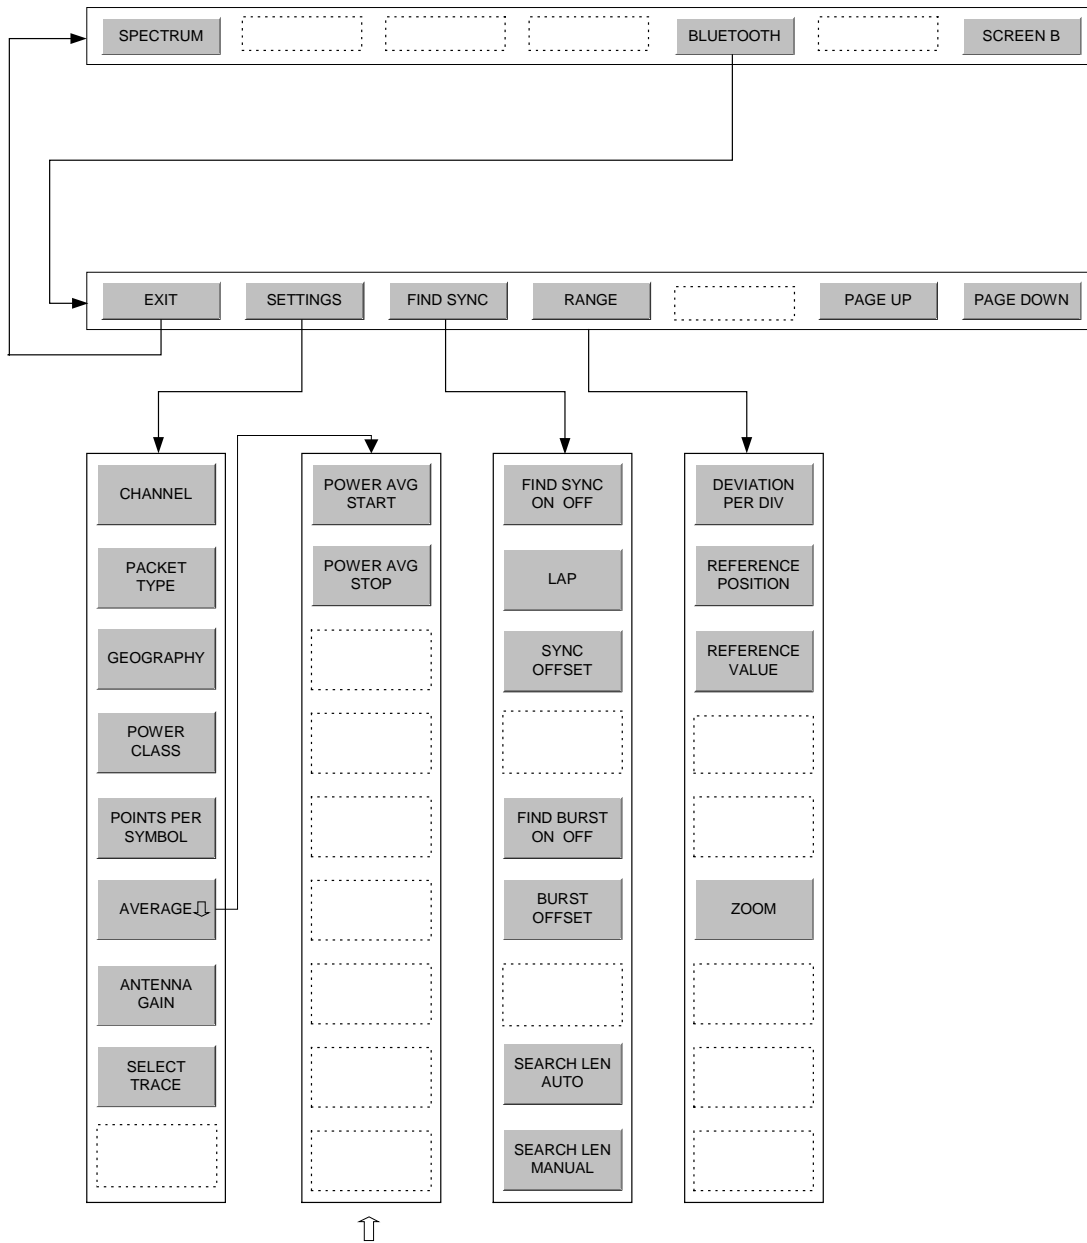 SPECTRUM
BLUETOOTH
SCREEN B
EXIT
SETTINGS
FIND SYNC
RANGE
PAGE UP
PAGE DOWN
CHANNEL
PACKET
TYPE
GEOGRAPHY
POWER
CLASS
POINTS PER
SYMBOL
AVERAGE
ANTENNA
GAIN
SELECT
TRACE
POWER AVG
START
POWER AVG
STOP
FIND SYNC
ON OFF
LAP
SYNC
OFFSET
FIND BURST
ON OFF
BURST
OFFSET
SEARCH LEN
AUTO
SEARCH LEN
MANUAL
DEVIATION
PER DIV
REFERENCE
POSITION
REFERENCE
VALUE
ZOOM